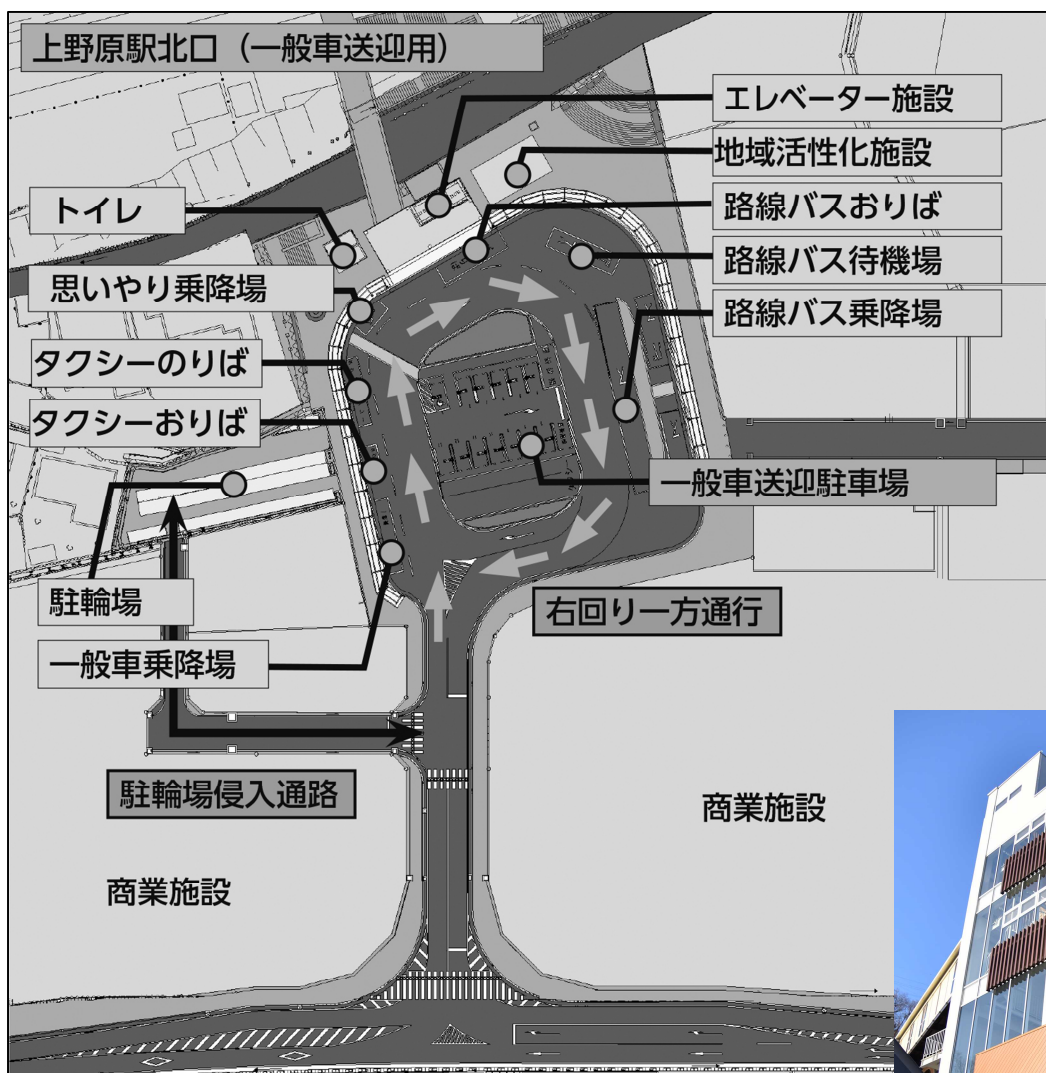 上野原駅北口（一般車送迎用）
エレベーター施設
地域活性化施設
路線バスおりば
路線バス待機場
路線バス乗降場
トイレ
思いやり乗降場
タクシーのりば
タクシーおりば
一般車送迎駐車場
駐輪場
一般車乗降場
右回り一方通行
駐輪場侵入通路
商業施設
商業施設